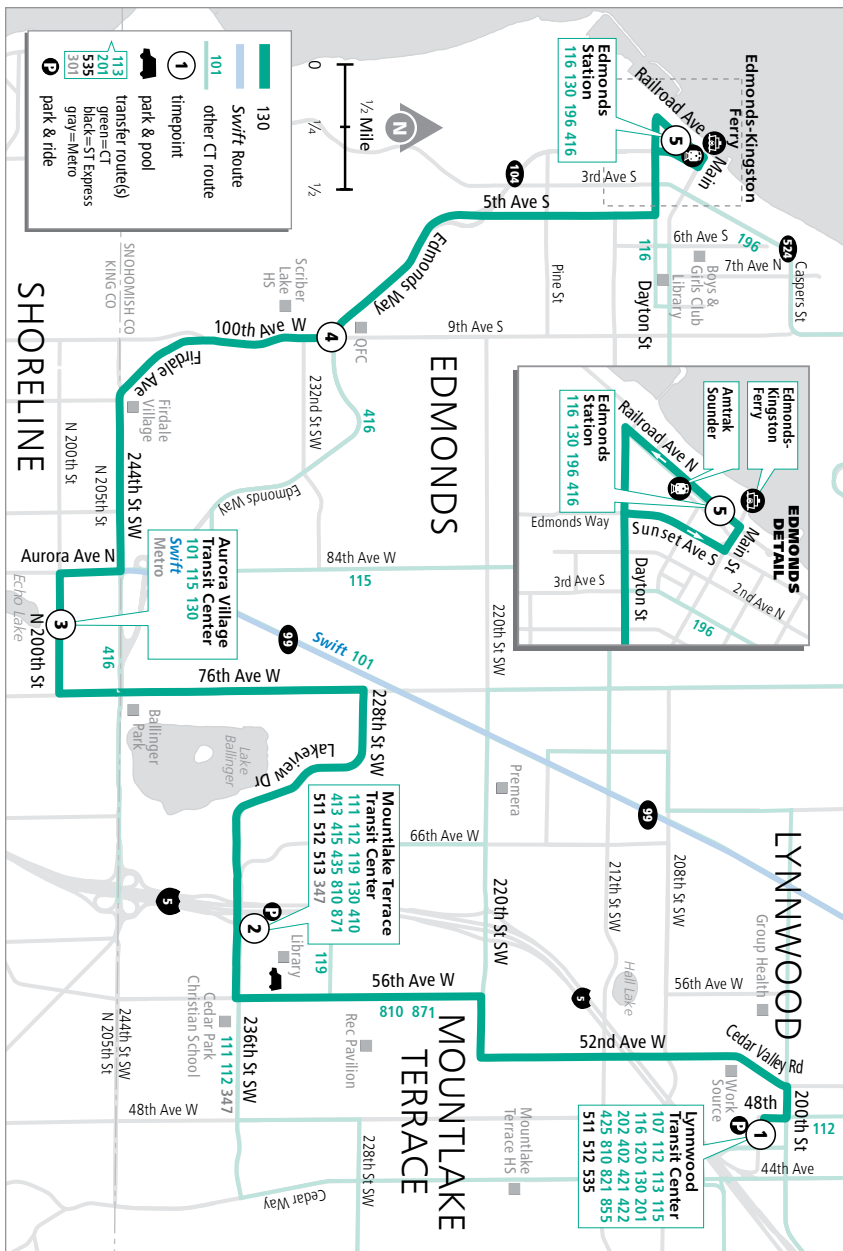 130
Swift Route
101
other CT route
1
timepoint
park & pool
113
201
535
301
transfer route(s)
green=CT
black=ST Express
gray=Metro
P
park & ride
0
1/4
1/2
½ Mile
N
Edmonds-Kingston
Ferry
Railroad Ave
Main
5
Edmonds
Station
116 130 196 416
104
3rd Ave S
5th Ave S
Edmonds Way
196
524
Caspers St
6th Ave S
7th Ave N
116
Boys &
Girls Club
Library
Dayton St
Pine St
9th Ave S
EDMONDS
DETAIL
Edmonds-
Kingston
Ferry
Amtrak
Sounder
Railroad Ave N
5
Main St
Edmonds
Station
116 130 196 416
Edmonds Way
Sunset Ave S
3rd Ave S
2nd Ave N
Dayton St
196
EDMONDS
4
QFC
Scriber
Lake
HS
100th Ave W
232nd St SW
416
Edmonds Way
Firdale Ave
Firdale
Village
SNOHOMISH CO
KING CO
SHORELINE
N 200th St
N 205th St
244th St SW
Aurora Ave N
84th Ave W
115
Aurora Village
Transit Center
101 115 130
Swift
Metro
Echo Lake
3
N 200th St
416
76th Ave W
99
Swift 101
220th St SW
228th St SW
Ballinger
Park
Lake
Ballinger
Lakeview Dr
Premera
99
66th Ave W
212th St SW
208th St SW
LYNNWOOD
Group Health
Mountlake Terrace
Transit Center
111 112 119 130 410
413 415 435 810 871
511 512 513 347
220th St SW
5
P
2
Library
119
56th Ave W
Hall Lake
5
56th Ave W
810 871
Cedar Park
Christian School
111 112 347
236th St SW
244th St SW
N 205th St
Rec Pavilion
MOUNTLAKE
TERRACE
52nd Ave W
Cedar Valley Rd
Work
Source
48th
200th St
112
P
1
Lynnwood
Transit Center
107 112 113 115
116 120 130 201
202 402 421 422
425 810 821 855
511 512 535
44th Ave
48th Ave W
228th St SW
Mountlake
Terrace HS
Cedar Way